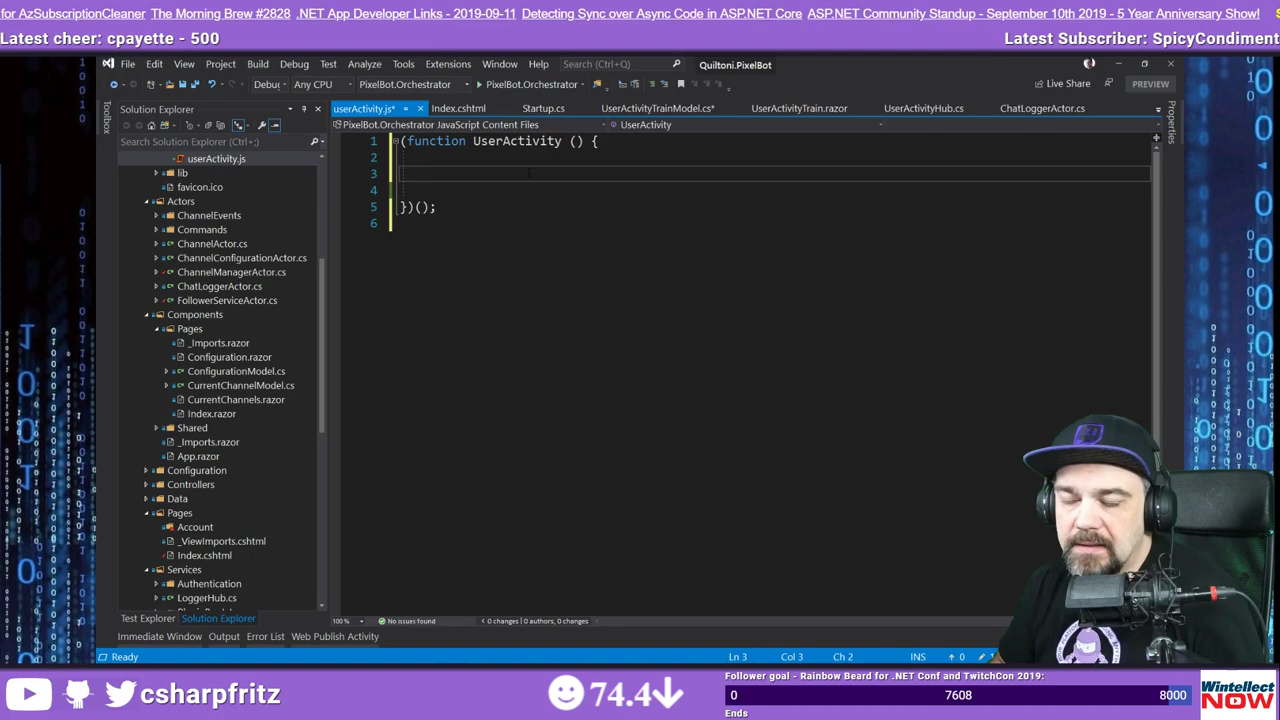 for AzSubscriptionCleaner The Morning Brew #2828 .NET App Developer Links - 2019-09-11 Detecting Sync over Async Code in ASP.NET Core ASP.NET Community Standup - September 10th 2019 - 5 Year Anniversary Show!
Latest cheer: cpayette - 500
Latest Subscriber: SpicyCondiment
File Edit View Project Build Debug Test Analyze Tools Extensions Window Help Search (Ctrl+Q) Quiltoni.PixelBot
Debug Any CPU PixelBot.Orchestrator PixelBot.Orchestrator Live Share PREVIEW
Toolbox
Solution Explorer
Search Solution Explorer (Ctrl+;)
userActivity.js
lib
favicon.ico
Actors
ChannelEvents
Commands
ChannelActor.cs
ChannelConfigurationActor.cs
ChannelManagerActor.cs
ChatLoggerActor.cs
FollowerServiceActor.cs
Components
Pages
_Imports.razor
Configuration.razor
ConfigurationModel.cs
CurrentChannelModel.cs
CurrentChannels.razor
Index.razor
Shared
_Imports.razor
App.razor
Configuration
Controllers
Data
Pages
Account
_ViewImports.cshtml
Index.cshtml
Services
Authentication
LoggerHub.cs
Test Explorer Solution Explorer
userActivity.js* Index.cshtml Startup.cs UserActivityTrainModel.cs* UserActivityTrain.razor UserActivityHub.cs ChatLoggerActor.cs
PixelBot.Orchestrator JavaScript Content Files UserActivity
1 (function UserActivity () {
2
3
4
5 })();
6
Properties
100 % No issues found < 0 changes | 0 authors, 0 changes
Immediate Window Output Error List Web Publish Activity
Ready Ln 3 Col 3 Ch 2 INS 0
csharpfritz
74.4
Follower goal - Rainbow Beard for .NET Conf and TwitchCon 2019:
0 7608 8000
Ends
Wintellect
NOW